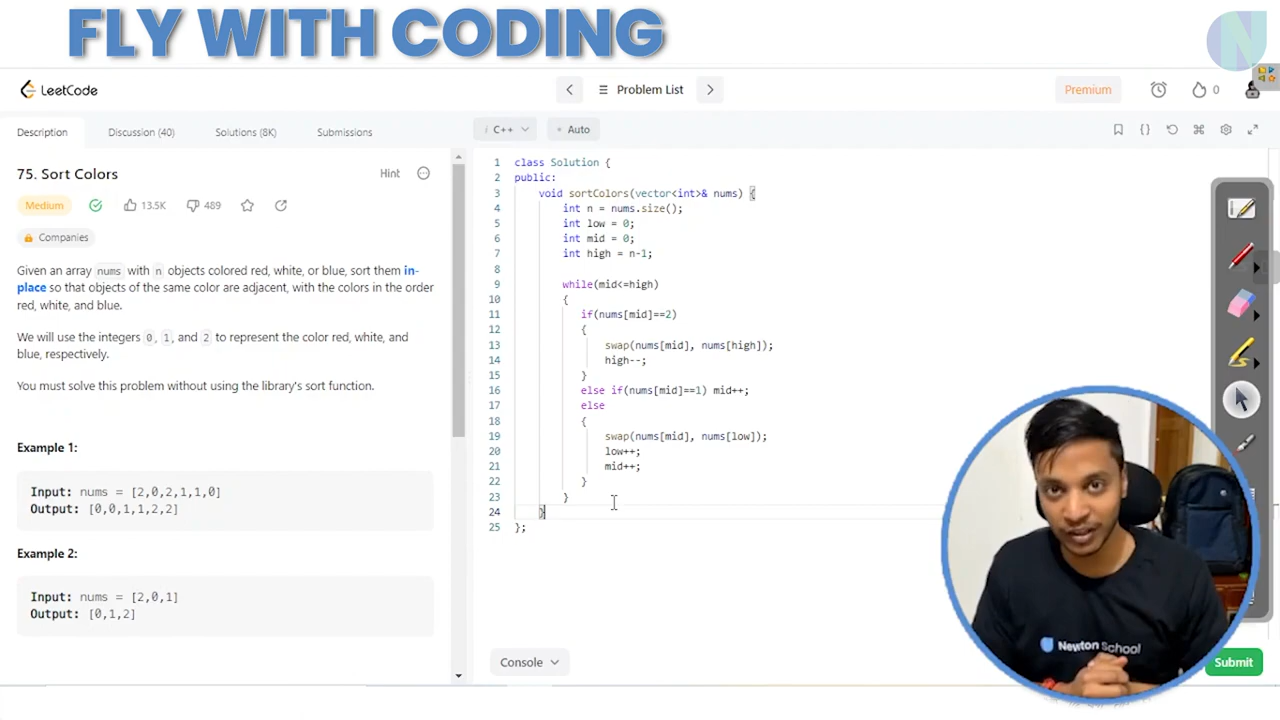 FLY WITH CODING
LeetCode
Problem List
Premium
0
Description
Discussion (40)
Solutions (8K)
Submissions
i C++
Auto
75. Sort Colors
Hint
Medium
13.5K
489
Companies
Given an array nums with n objects colored red, white, or blue, sort them in-
place so that objects of the same color are adjacent, with the colors in the order
red, white, and blue.
We will use the integers 0, 1, and 2 to represent the color red, white, and
blue, respectively.
You must solve this problem without using the library's sort function.
Example 1:
Input: nums = [2,0,2,1,1,0]
Output: [0,0,1,1,2,2]
Example 2:
Input: nums = [2,0,1]
Output: [0,1,2]
1 class Solution {
2 public:
3 void sortColors(vector<int>& nums) {
4 int n = nums.size();
5 int low = 0;
6 int mid = 0;
7 int high = n-1;
8
9 while(mid<=high)
10 {
11 if(nums[mid]==2)
12 {
13 swap(nums[mid], nums[high]);
14 high--;
15 }
16 else if(nums[mid]==1) mid++;
17 else
18 {
19 swap(nums[mid], nums[low]);
20 low++;
21 mid++;
22 }
23 }
24 }
25 };
Console
Newton School
Submit